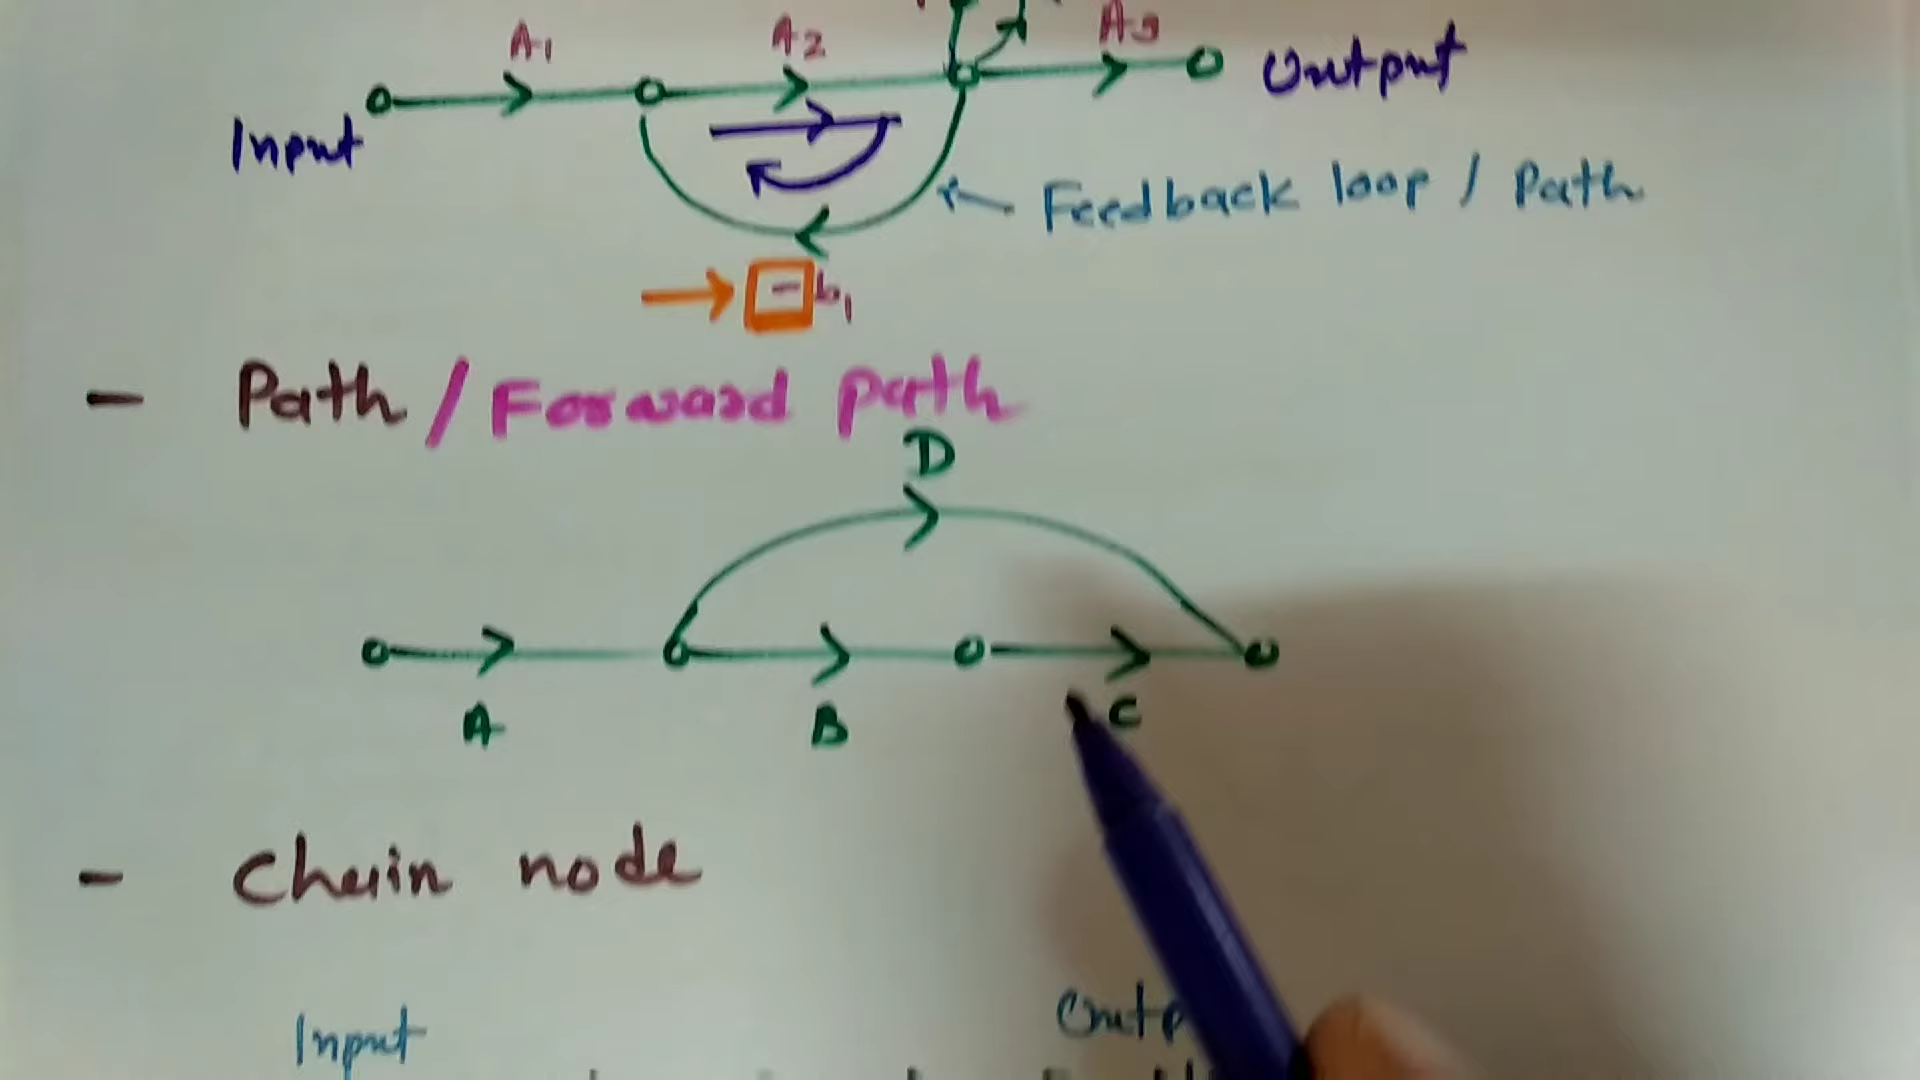 A1 A2 A3
Output
Input
Feedback loop / Path
-b1
- Path / Forward path
D
A B C
- Chain node
Input